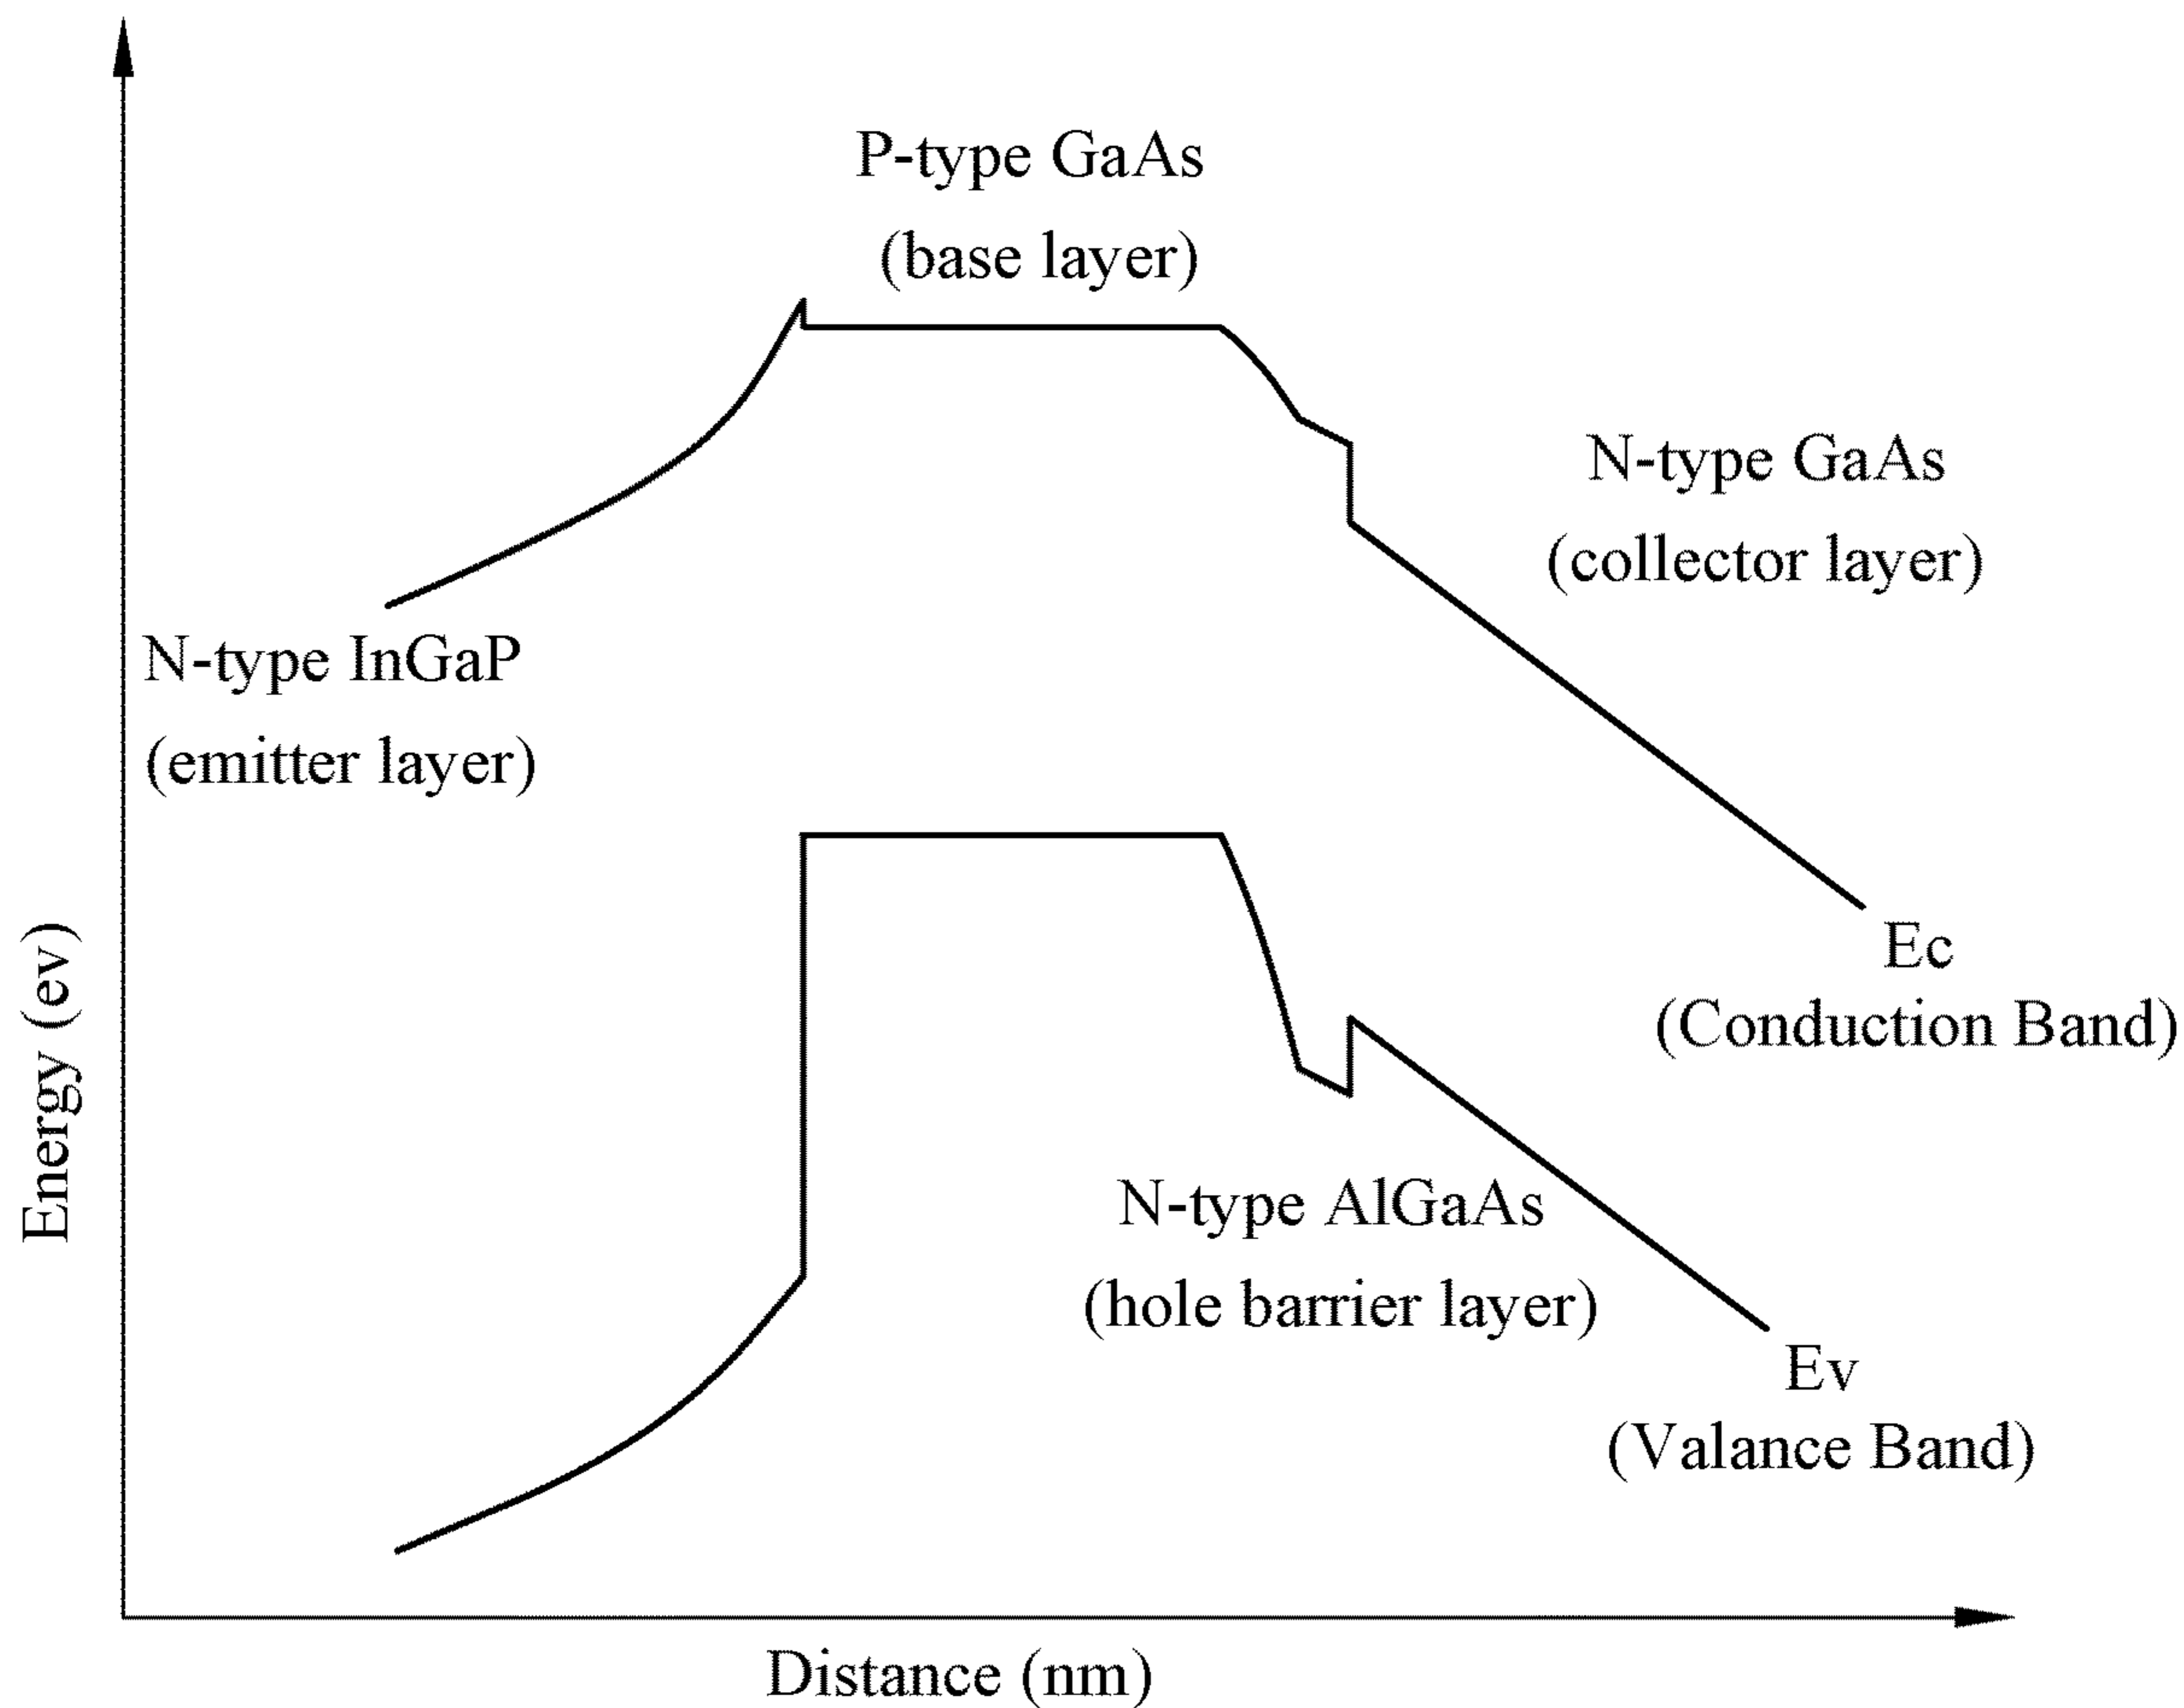 P-type GaAs
(base layer)
N-type GaAs
(collector layer)
N-type InGaP
(emitter layer)
Ec
(Conduction Band)
Energy (ev)
N-type AlGaAs
(hole barrier layer)
Ev
(Valance Band)
Distance (nm)